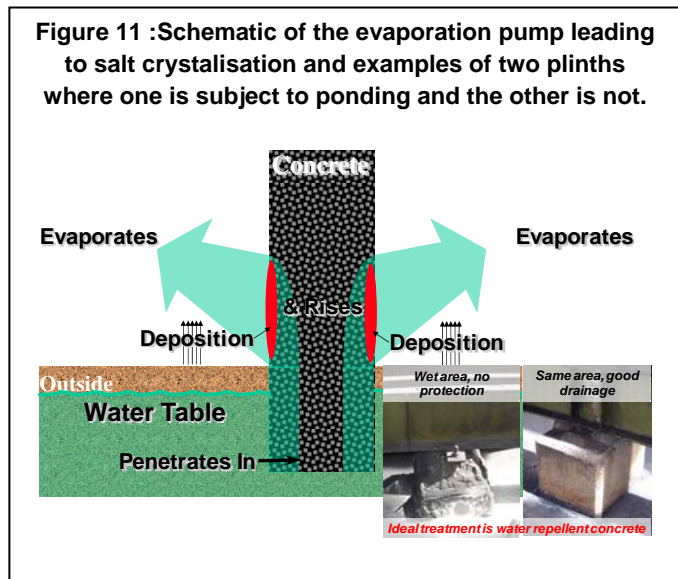 Figure 11 :Schematic of the evaporation pump leading
to salt crystalisation and examples of two plinths
where one is subject to ponding and the other is not.
Concrete
Evaporates
Evaporates
& Rises
Deposition
Deposition
Outside
Water Table
Penetrates In
Wet area, no
protection
Same area, good
drainage
Ideal treatment is water repellent concrete